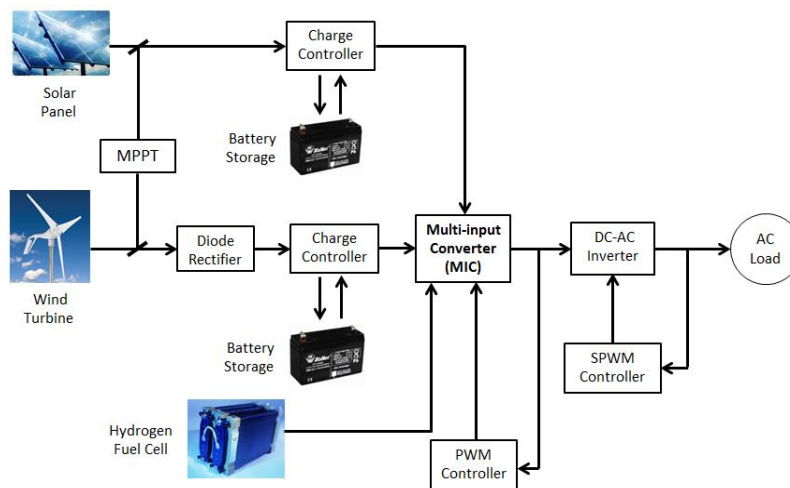 Solar
Panel
Charge
Controller
Battery
Storage
MPPT
Wind
Turbine
Diode
Rectifier
Charge
Controller
Multi-input
Converter
(MIC)
DC-AC
Inverter
AC
Load
Battery
Storage
SPWM
Controller
Hydrogen
Fuel Cell
PWM
Controller